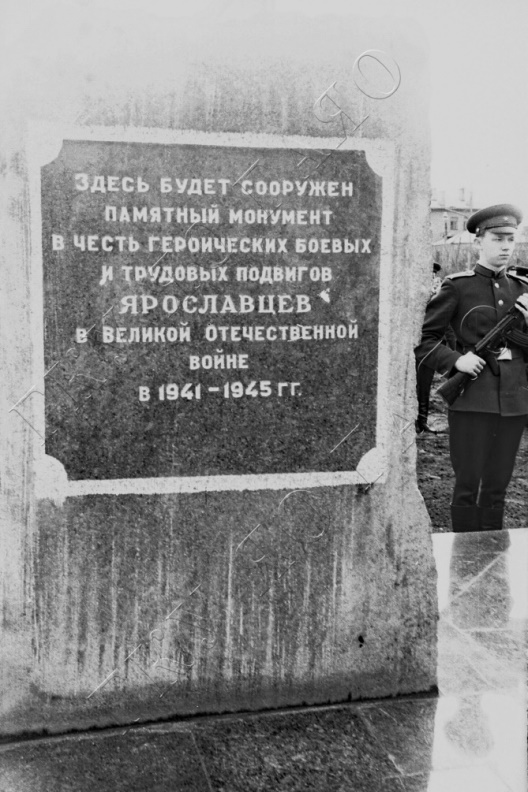 ЗДЕСЬ БУДЕТ СООРУЖЕН
ПАМЯТНЫЙ МОНУМЕНТ
В ЧЕСТЬ ГЕРОИЧЕСКИХ БОЕВЫХ
И ТРУДОВЫХ ПОДВИГОВ
ЯРОСЛАВЦЕВ
В ВЕЛИКОЙ ОТЕЧЕСТВЕННОЙ
ВОЙНЕ
В 1941-1945 ГГ.